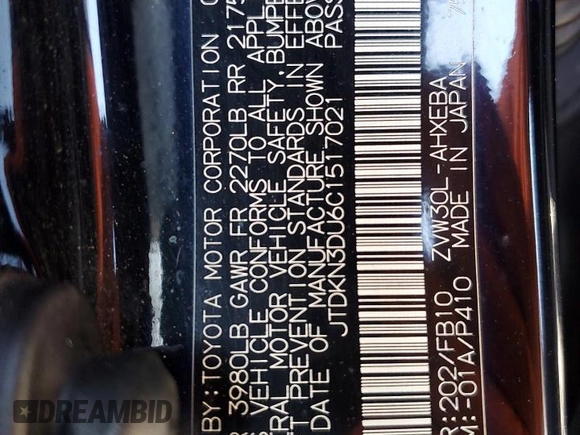 BY:TOYOTA MOTOR CORPORATION
3980LB GAWR FR 2270LB RR 2175
VEHICLE CONFORMS TO ALL APPL
ERAL MOTOR VEHICLE SAFETY, BUMPE
T PREVENTION STANDARDS IN EFFE
DATE OF MANUFACTURE SHOWN ABOV
JTDKN3DU6C1517021 PASS
R:202/FB10 ZVW30L-AHXEBA
M:-01A/P410 MADE IN JAPAN
DREAMBID